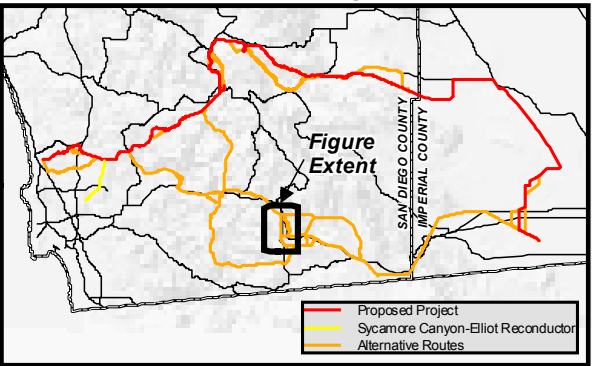 Figure
Extent
SAN DIEGO COUNTY
IMPERIAL COUNTY
Proposed Project
Sycamore Canyon-Elliot Reconductor
Alternative Routes